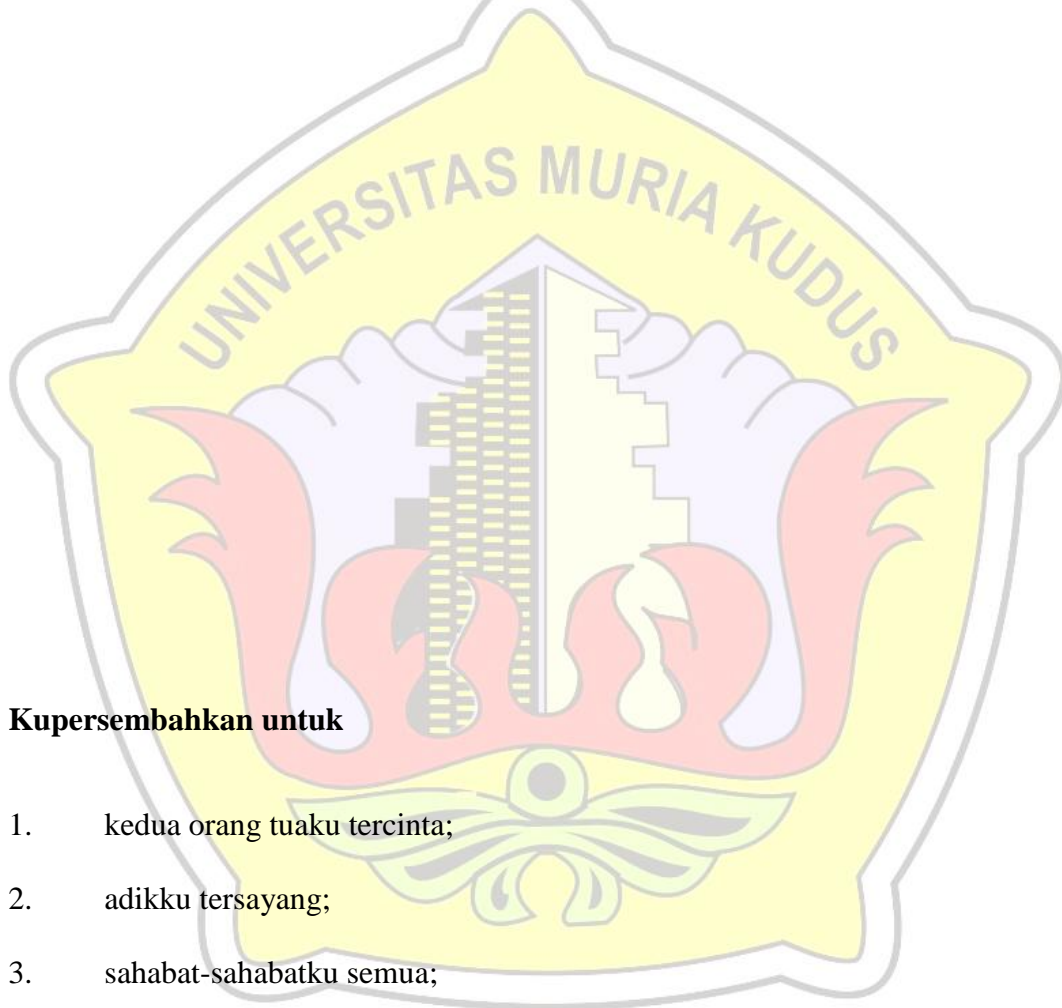 UNIVERSITAS MURIA KUDUS
Kupersembahkan untuk
1. kedua orang tuaku tercinta;
2. adikku tersayang;
3. sahabat-sahabatku semua;